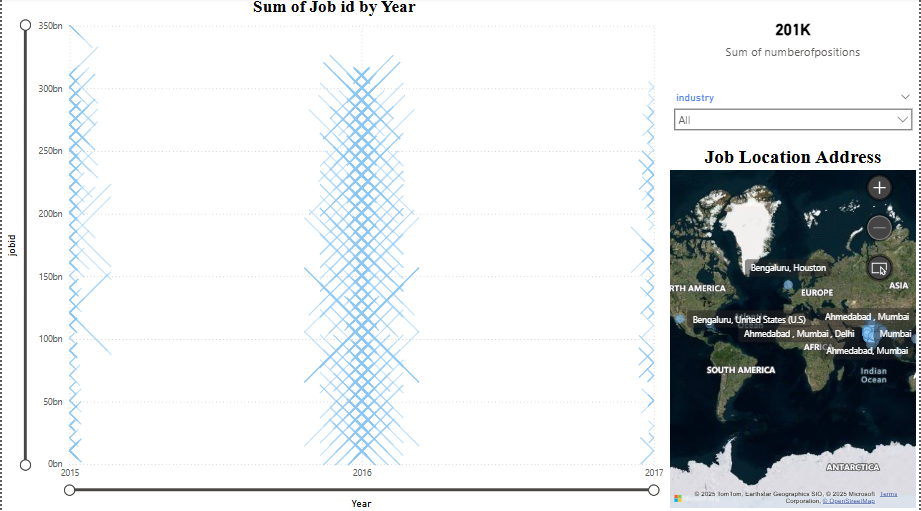 Sum of Job id by Year
350bn
300bn
250bn
200bn
150bn
100bn
50bn
0bn
jobid
2015
2016
2017
Year
201K
Sum of numberofpositions
industry
All
Job Location Address
Bengaluru, Houston
RTH AMERICA
EUROPE
ASIA
Bengaluru, United States (U.S)
Ahmedabad , Mumbai
Ahmedabad , Mumbai , Delhi
Mumbai
AFRICA
Ahmedabad, Mumbai
SOUTH AMERICA
Indian
Ocean
ANTARCTICA
© 2025 TomTom, Earthstar Geographics SIO, © 2025 Microsoft
Corporation, © OpenStreetMap
Terms